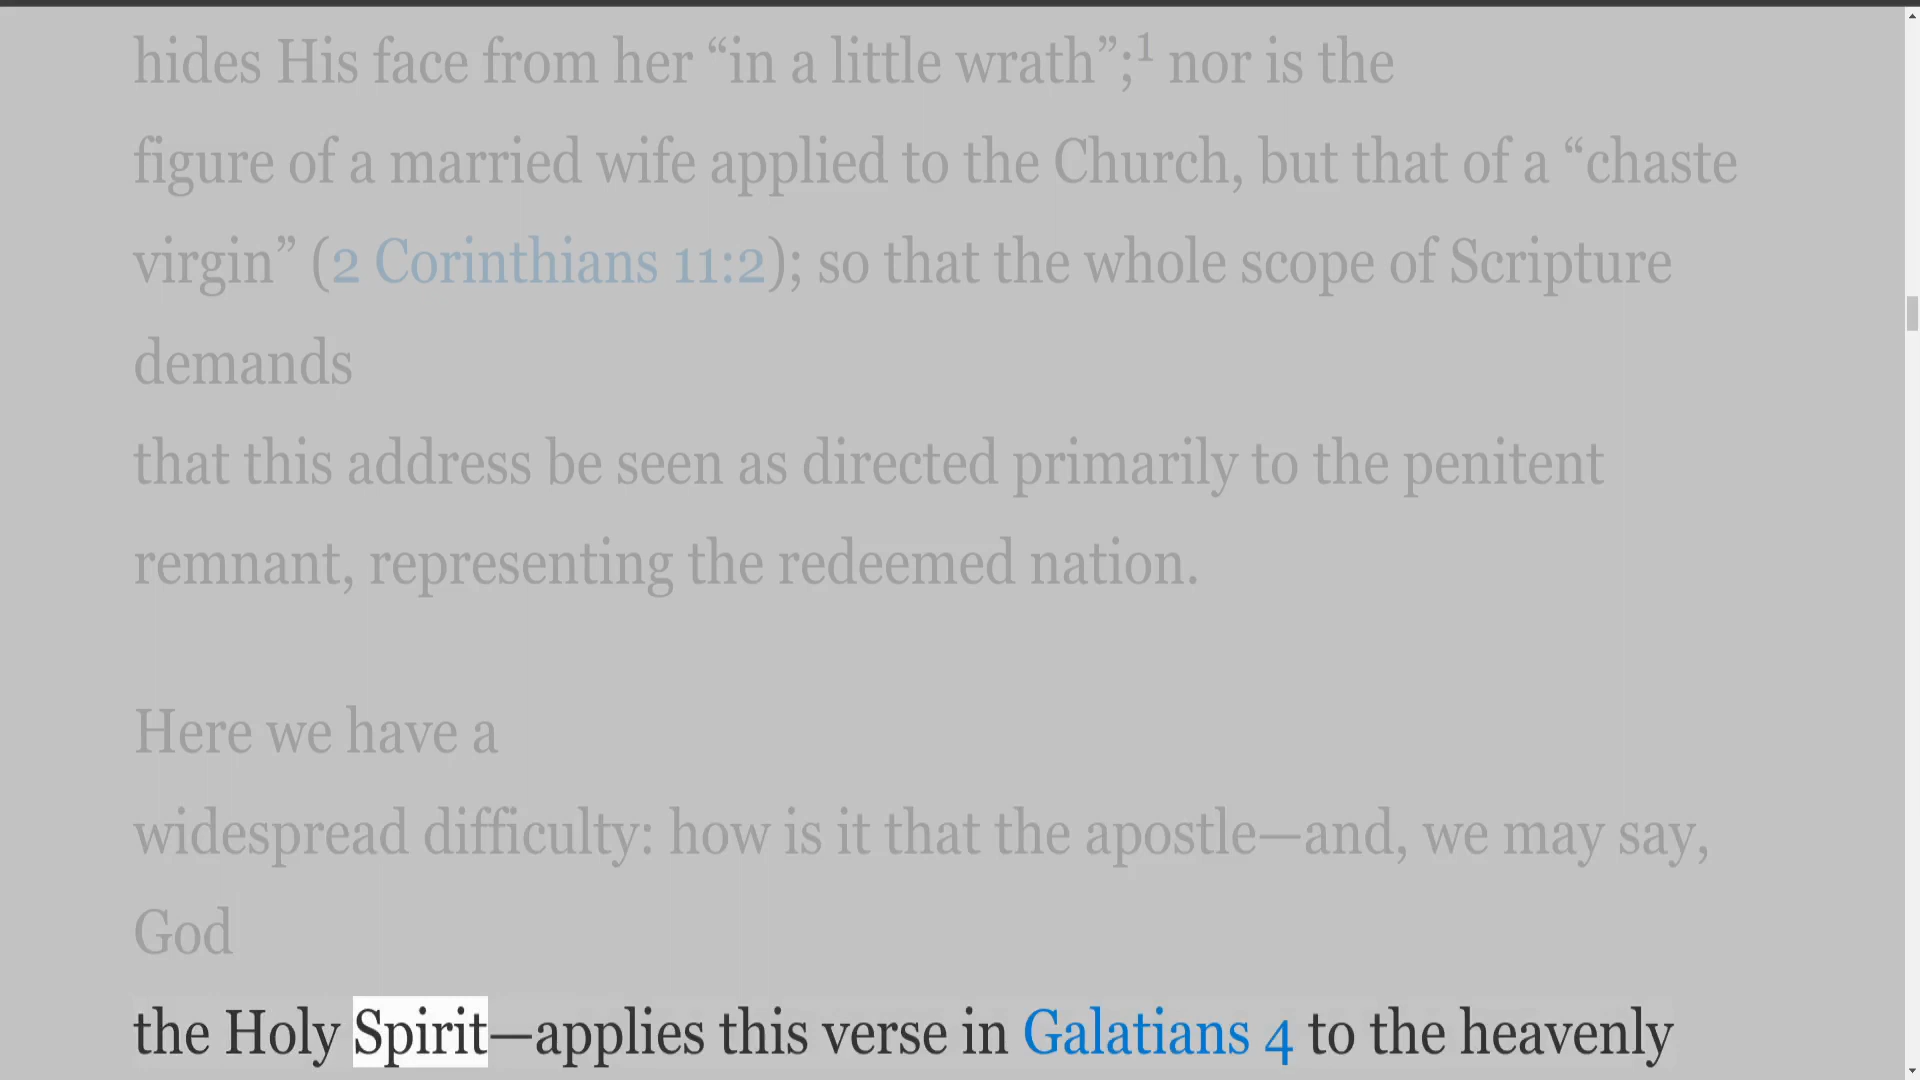 hides His face from her “in a little wrath”;¹ nor is the
figure of a married wife applied to the Church, but that of a “chaste
virgin” (2 Corinthians 11:2); so that the whole scope of Scripture
demands
that this address be seen as directed primarily to the penitent
remnant, representing the redeemed nation.
Here we have a
widespread difficulty: how is it that the apostle—and, we may say,
God
the Holy Spirit—applies this verse in Galatians 4 to the heavenly